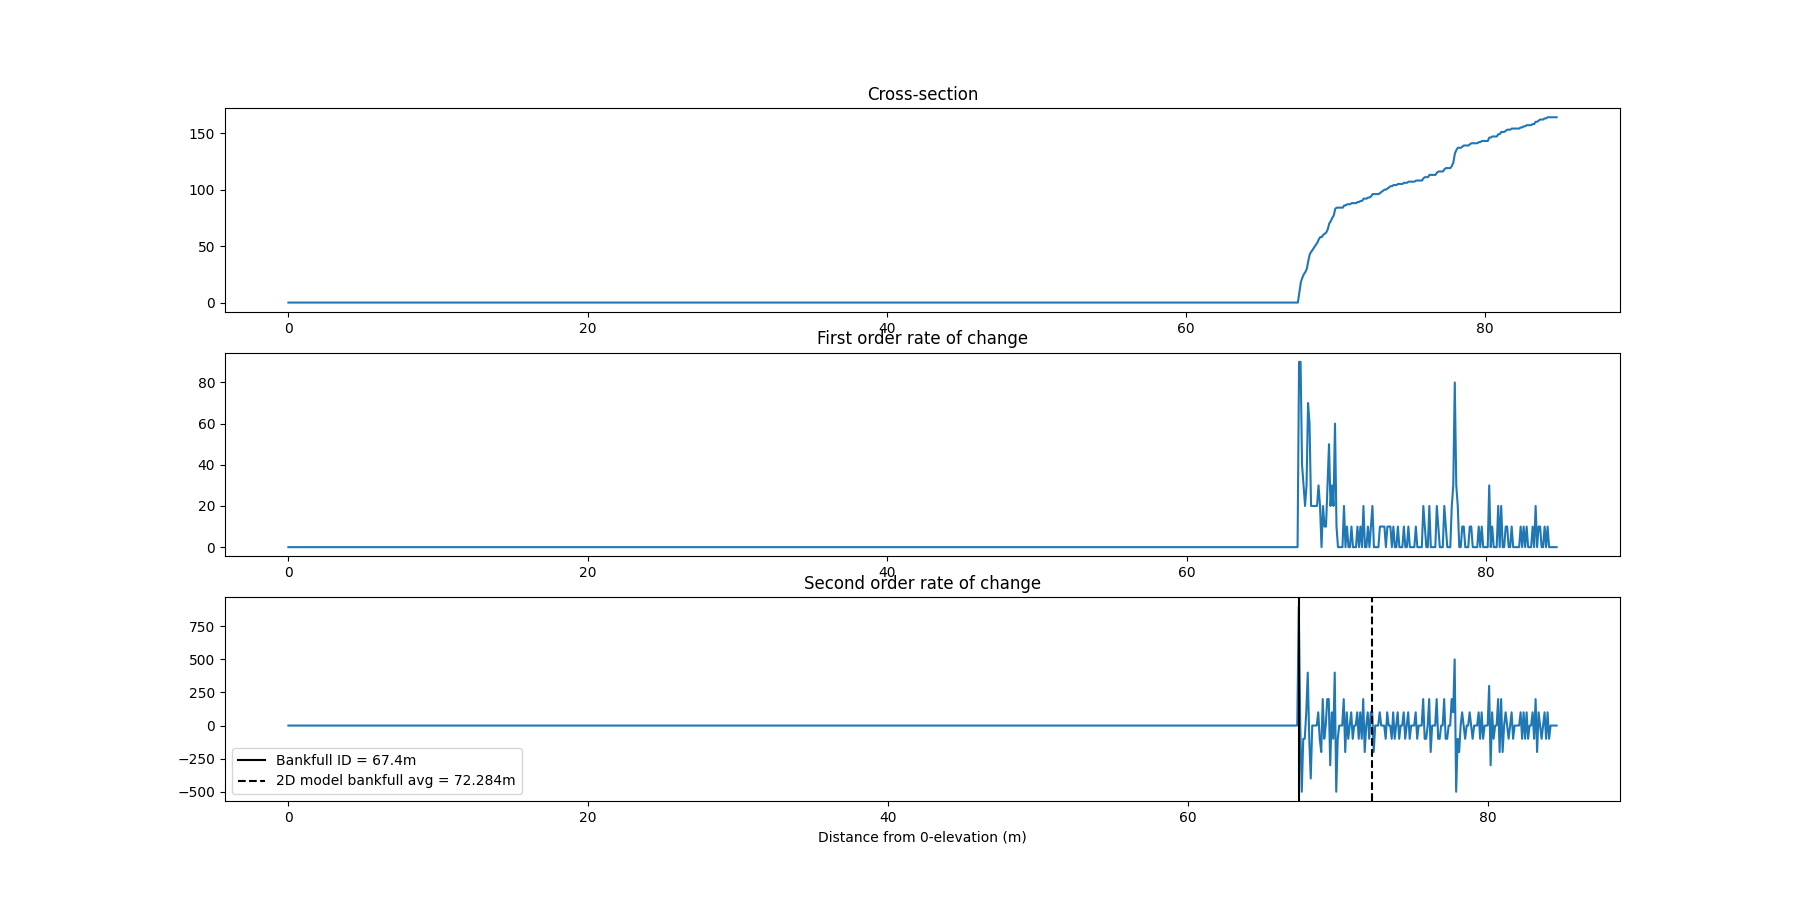 Cross-section
150
100
50
0
0 20 40 60 80
First order rate of change
80
60
40
20
0
0 20 40 60 80
Second order rate of change
750
500
250
0
−250
−500
Bankfull ID = 67.4m
2D model bankfull avg = 72.284m
0 20 40 60 80
Distance from 0-elevation (m)